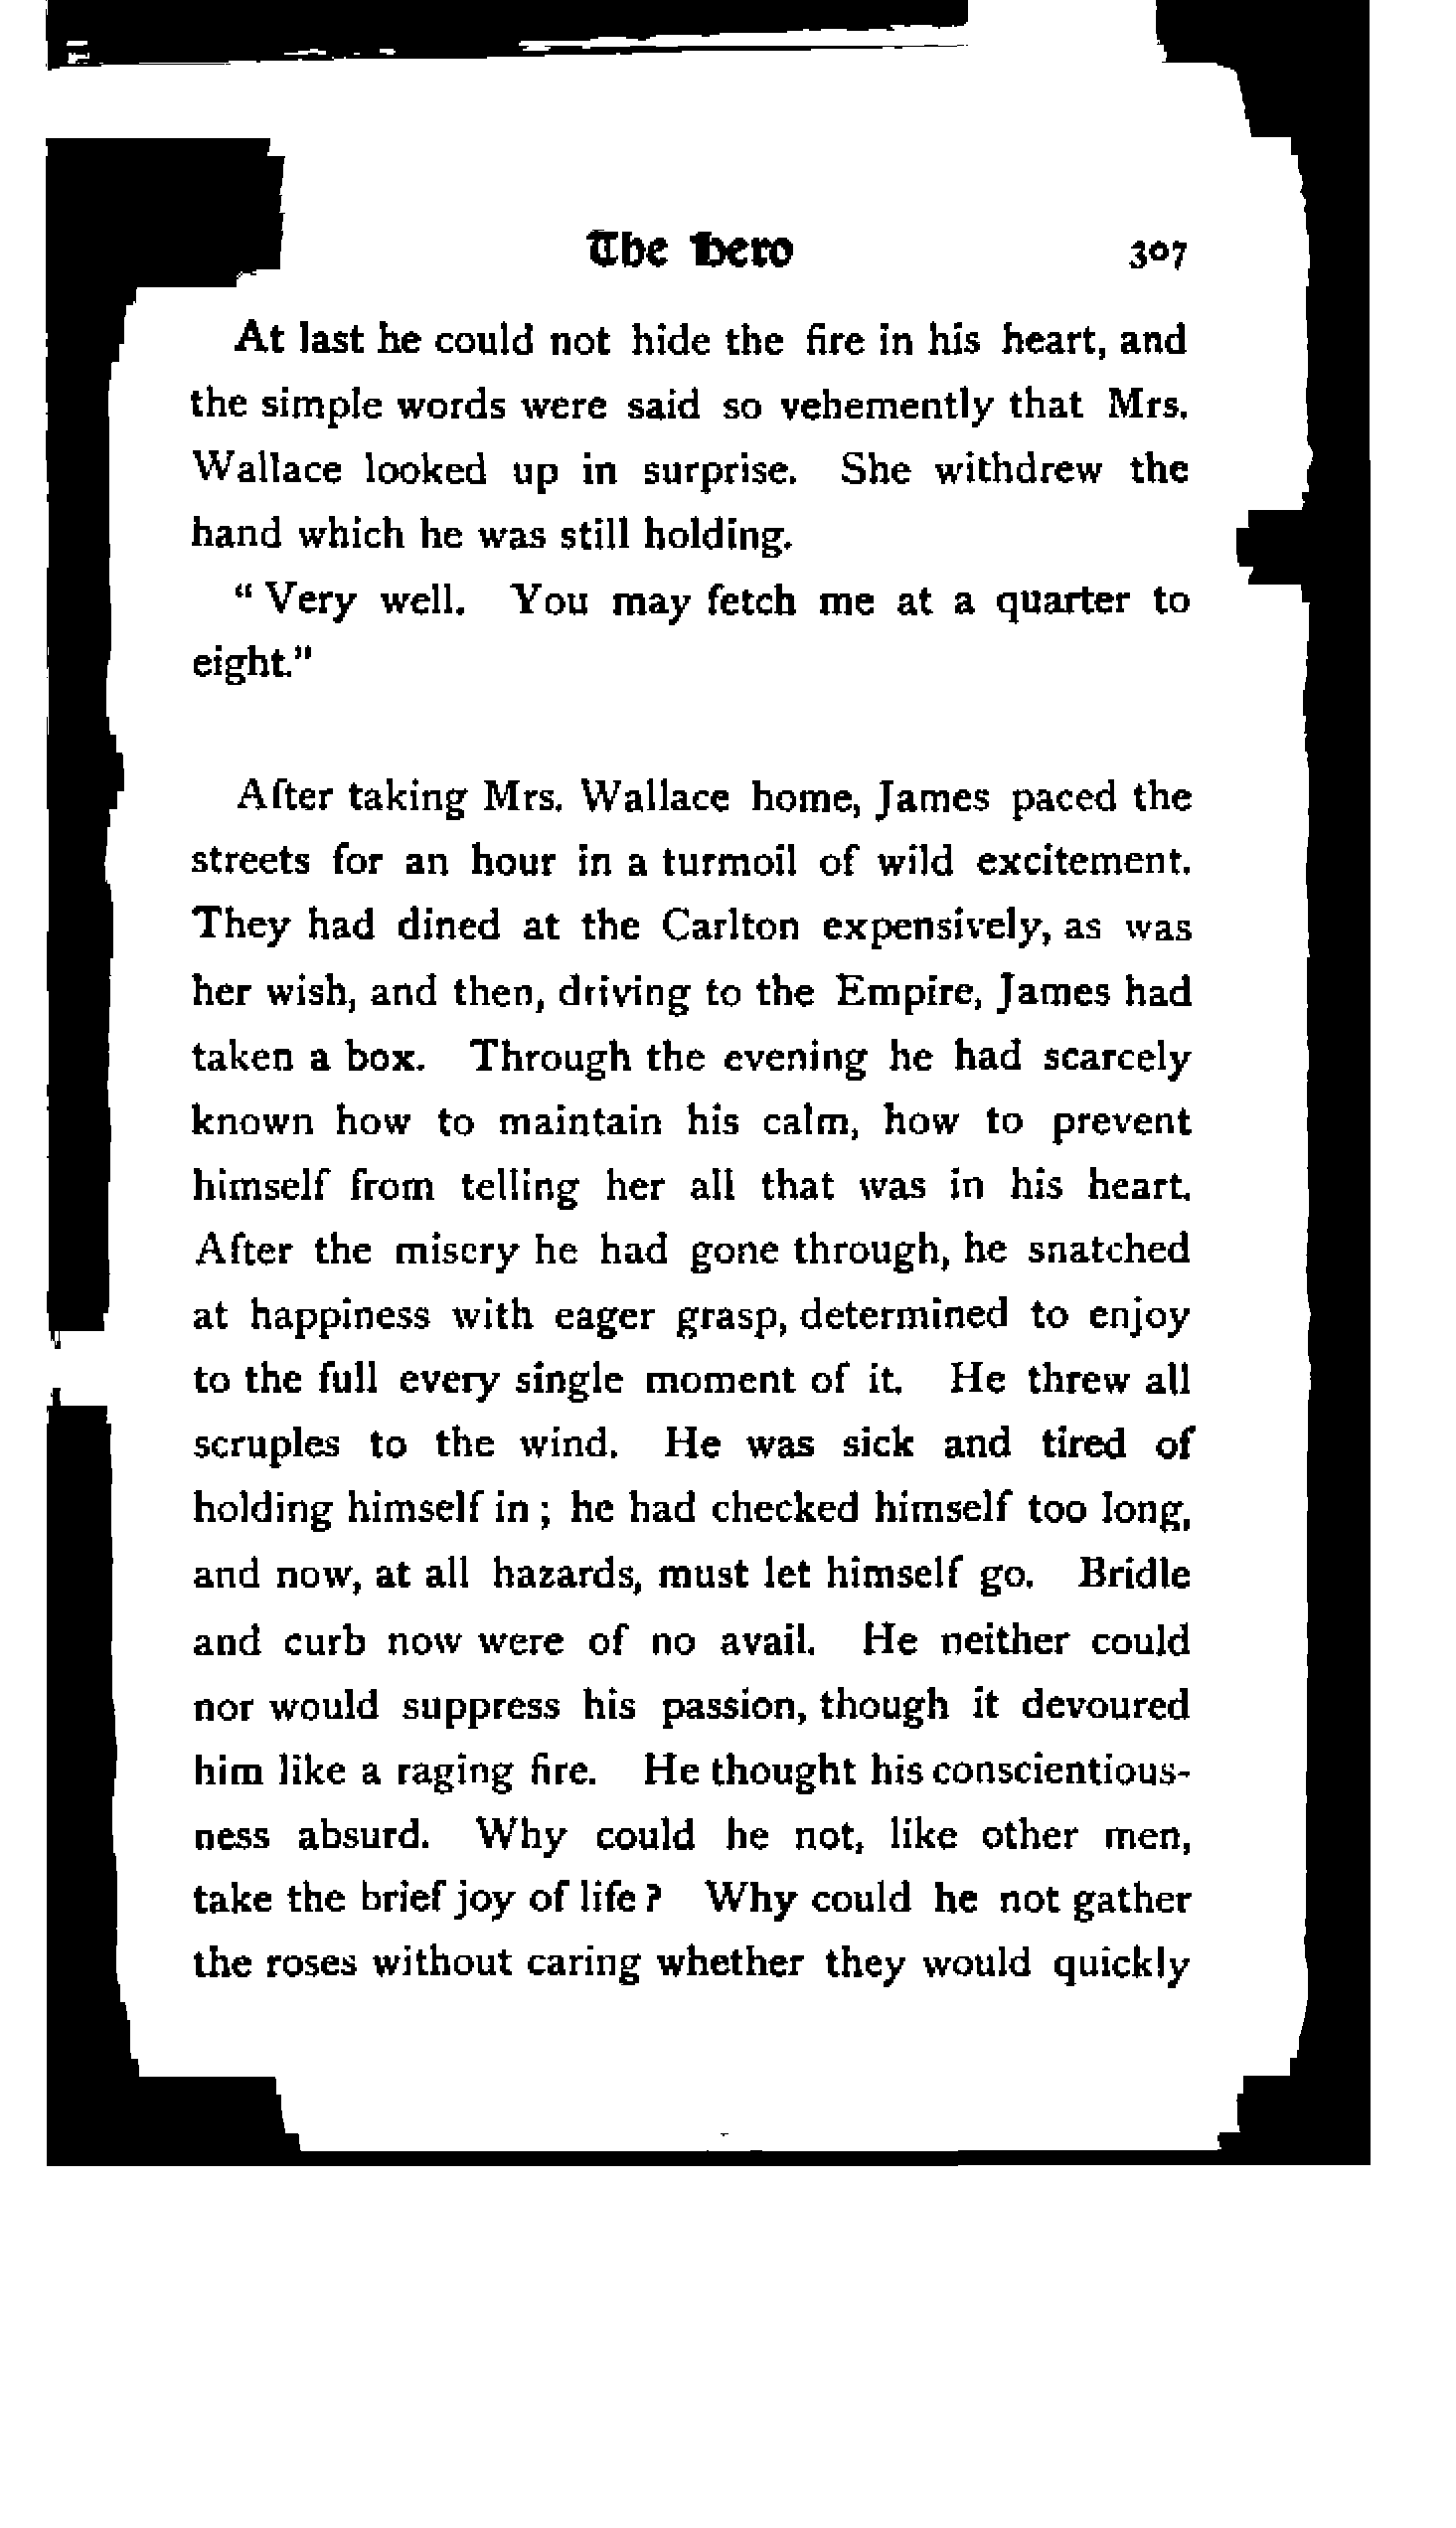 The Hero 307
At last he could not hide the fire in his heart, and
the simple words were said so vehemently that Mrs.
Wallace looked up in surprise. She withdrew the
hand which he was still holding.
" Very well. You may fetch me at a quarter to
eight."
After taking Mrs. Wallace home, James paced the
streets for an hour in a turmoil of wild excitement.
They had dined at the Carlton expensively, as was
her wish, and then, driving to the Empire, James had
taken a box. Through the evening he had scarcely
known how to maintain his calm, how to prevent
himself from telling her all that was in his heart.
After the misery he had gone through, he snatched
at happiness with eager grasp, determined to enjoy
to the full every single moment of it. He threw all
scruples to the wind. He was sick and tired of
holding himself in ; he had checked himself too long,
and now, at all hazards, must let himself go. Bridle
and curb now were of no avail. He neither could
nor would suppress his passion, though it devoured
him like a raging fire. He thought his conscientious-
ness absurd. Why could he not, like other men,
take the brief joy of life ? Why could he not gather
the roses without caring whether they would quickly